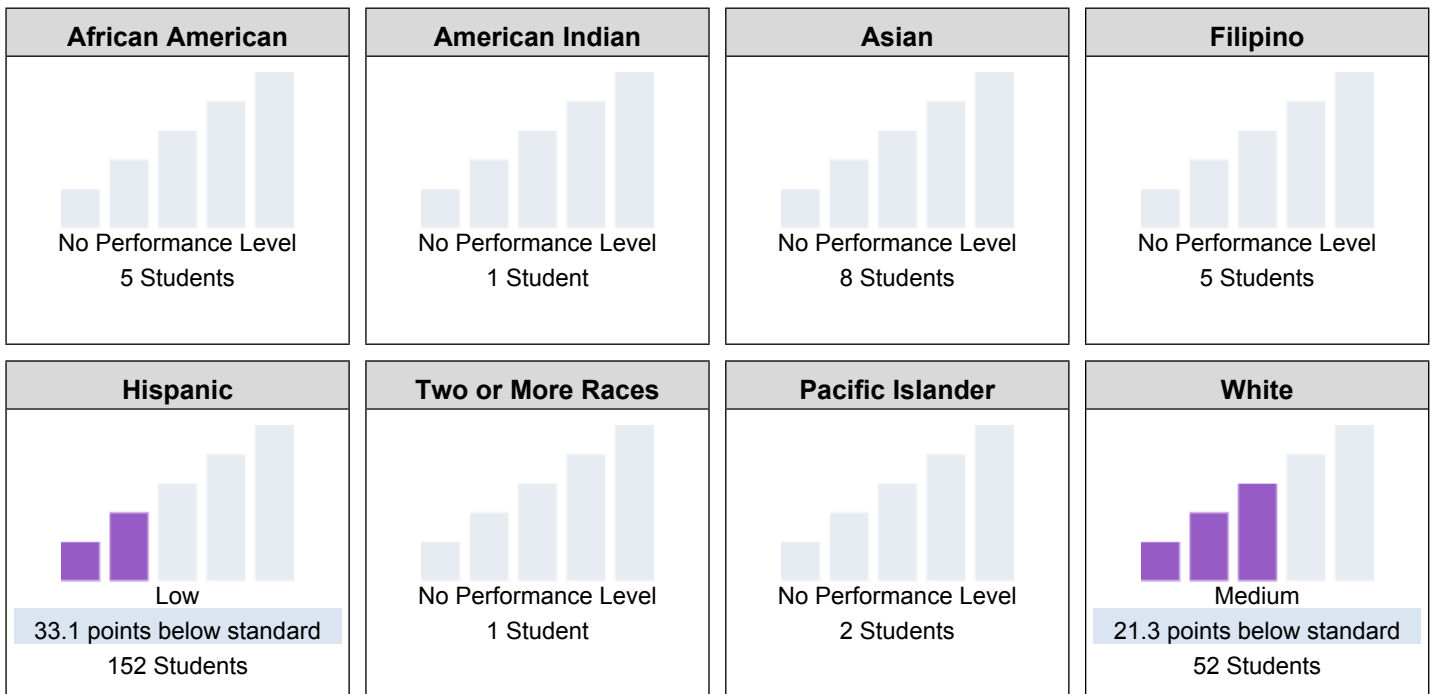 African American
No Performance Level
5 Students
American Indian
No Performance Level
1 Student
Asian
No Performance Level
8 Students
Filipino
No Performance Level
5 Students
Hispanic
Low
33.1 points below standard
152 Students
Two or More Races
No Performance Level
1 Student
Pacific Islander
No Performance Level
2 Students
White
Medium
21.3 points below standard
52 Students